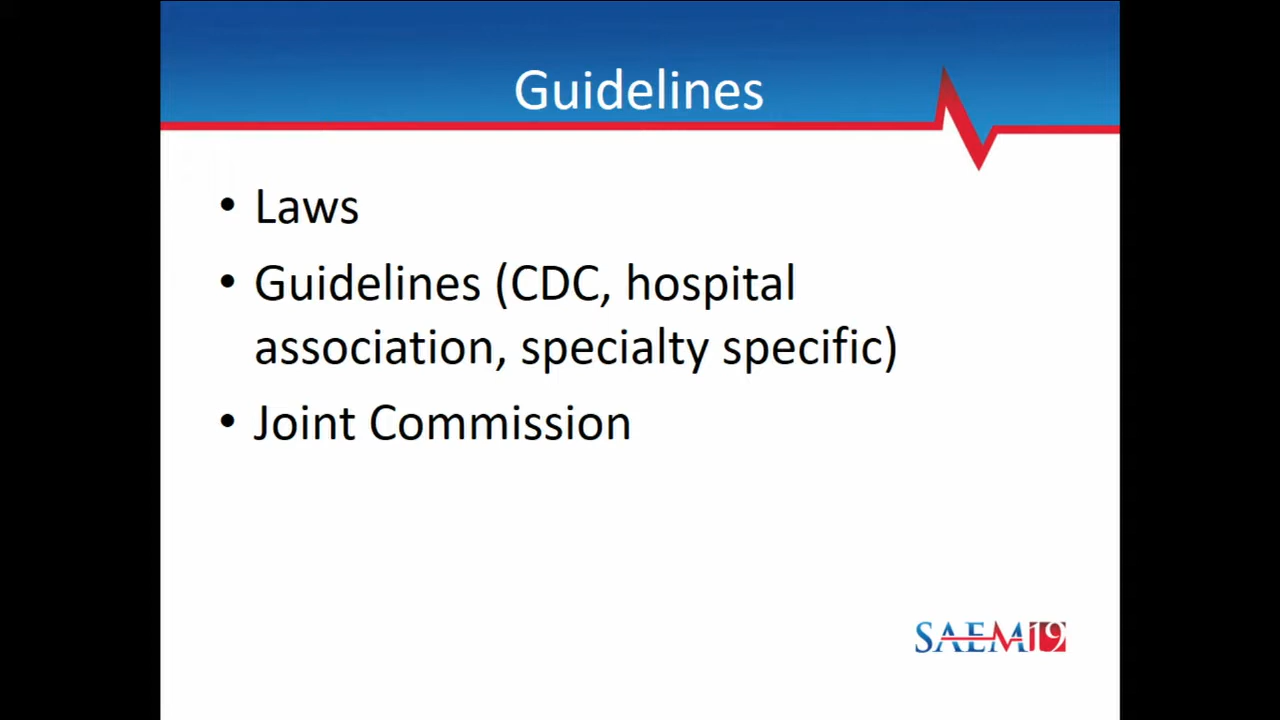 Guidelines
• Laws
• Guidelines (CDC, hospital
association, specialty specific)
• Joint Commission
SAEM19